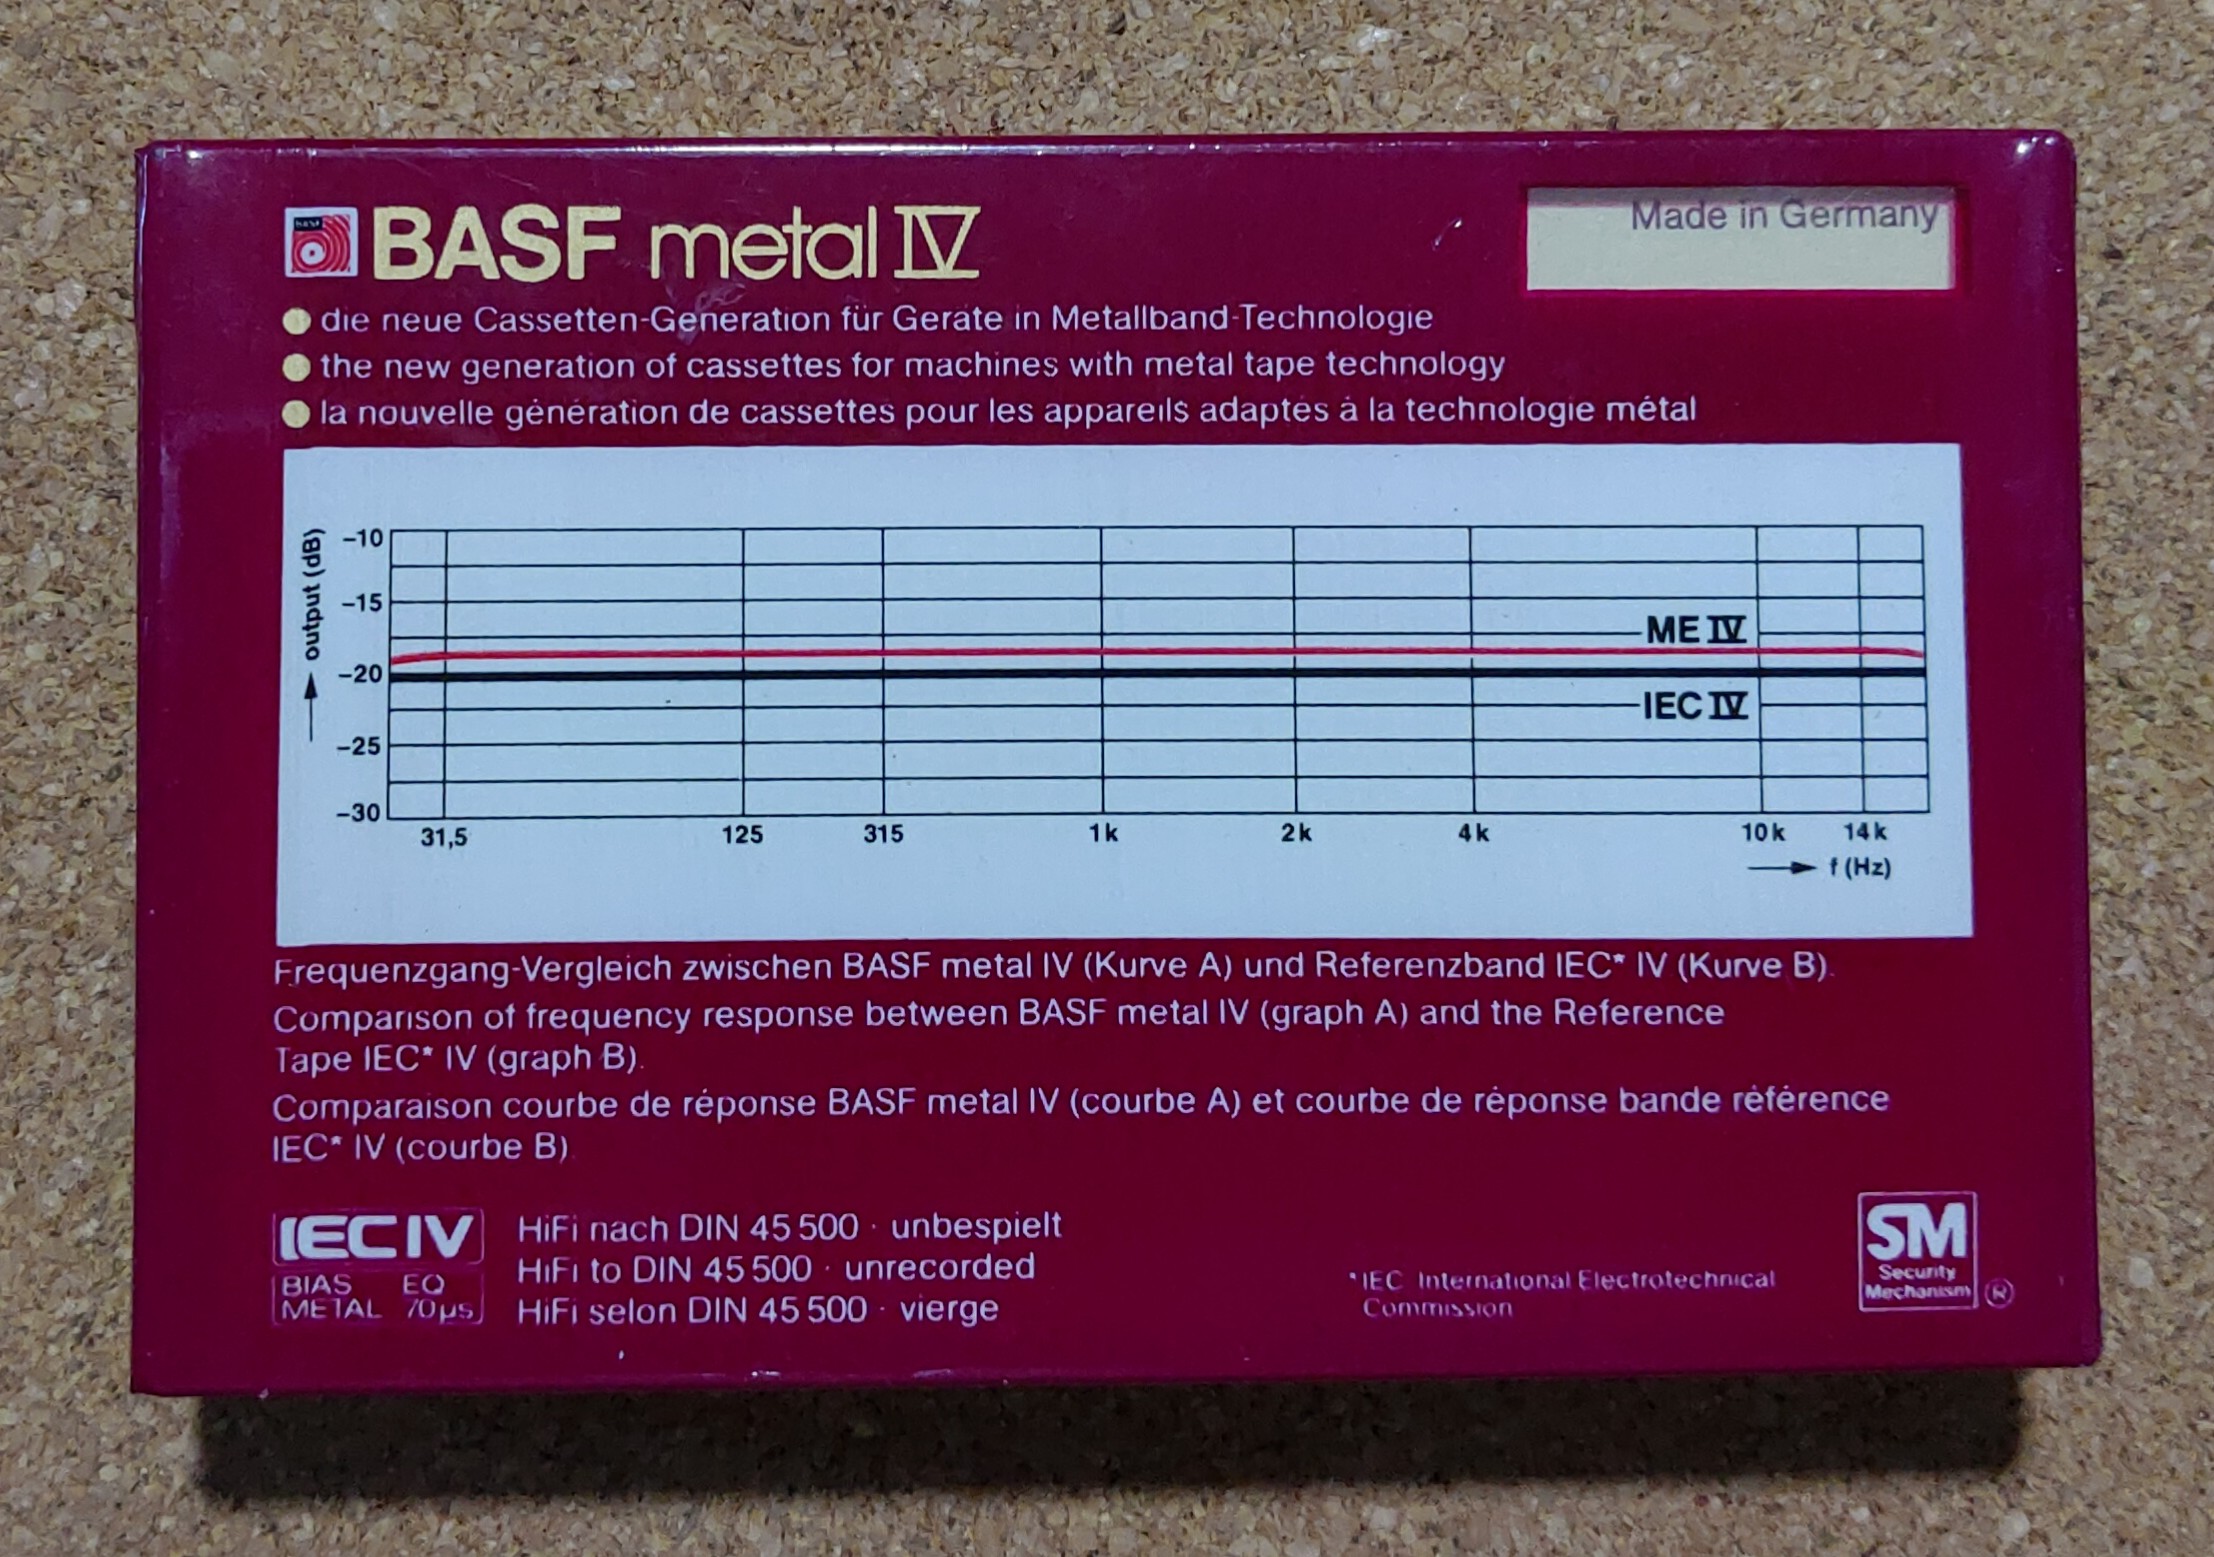 BASF
BASF metal IV
Made in Germany
die neue Cassetten-Generation für Geräte in Metallband-Technologie
the new generation of cassettes for machines with metal tape technology
la nouvelle génération de cassettes pour les appareils adaptés à la technologie métal
output (dB)
-10
-15
-20
-25
-30
ME IV
IEC IV
31,5 125 315 1k 2k 4k 10k 14k
f (Hz)
Frequenzgang-Vergleich zwischen BASF metal IV (Kurve A) und Referenzband IEC* IV (Kurve B).
Comparison of frequency response between BASF metal IV (graph A) and the Reference
Tape IEC* IV (graph B).
Comparaison courbe de réponse BASF metal IV (courbe A) et courbe de réponse bande référence
IEC* IV (courbe B)
IEC IV
BIAS EQ
METAL 70µs
HiFi nach DIN 45 500 · unbespielt
HiFi to DIN 45 500 · unrecorded
HiFi selon DIN 45 500 · vierge
*IEC International Electrotechnical
Commission
SM
Security
Mechanism ®